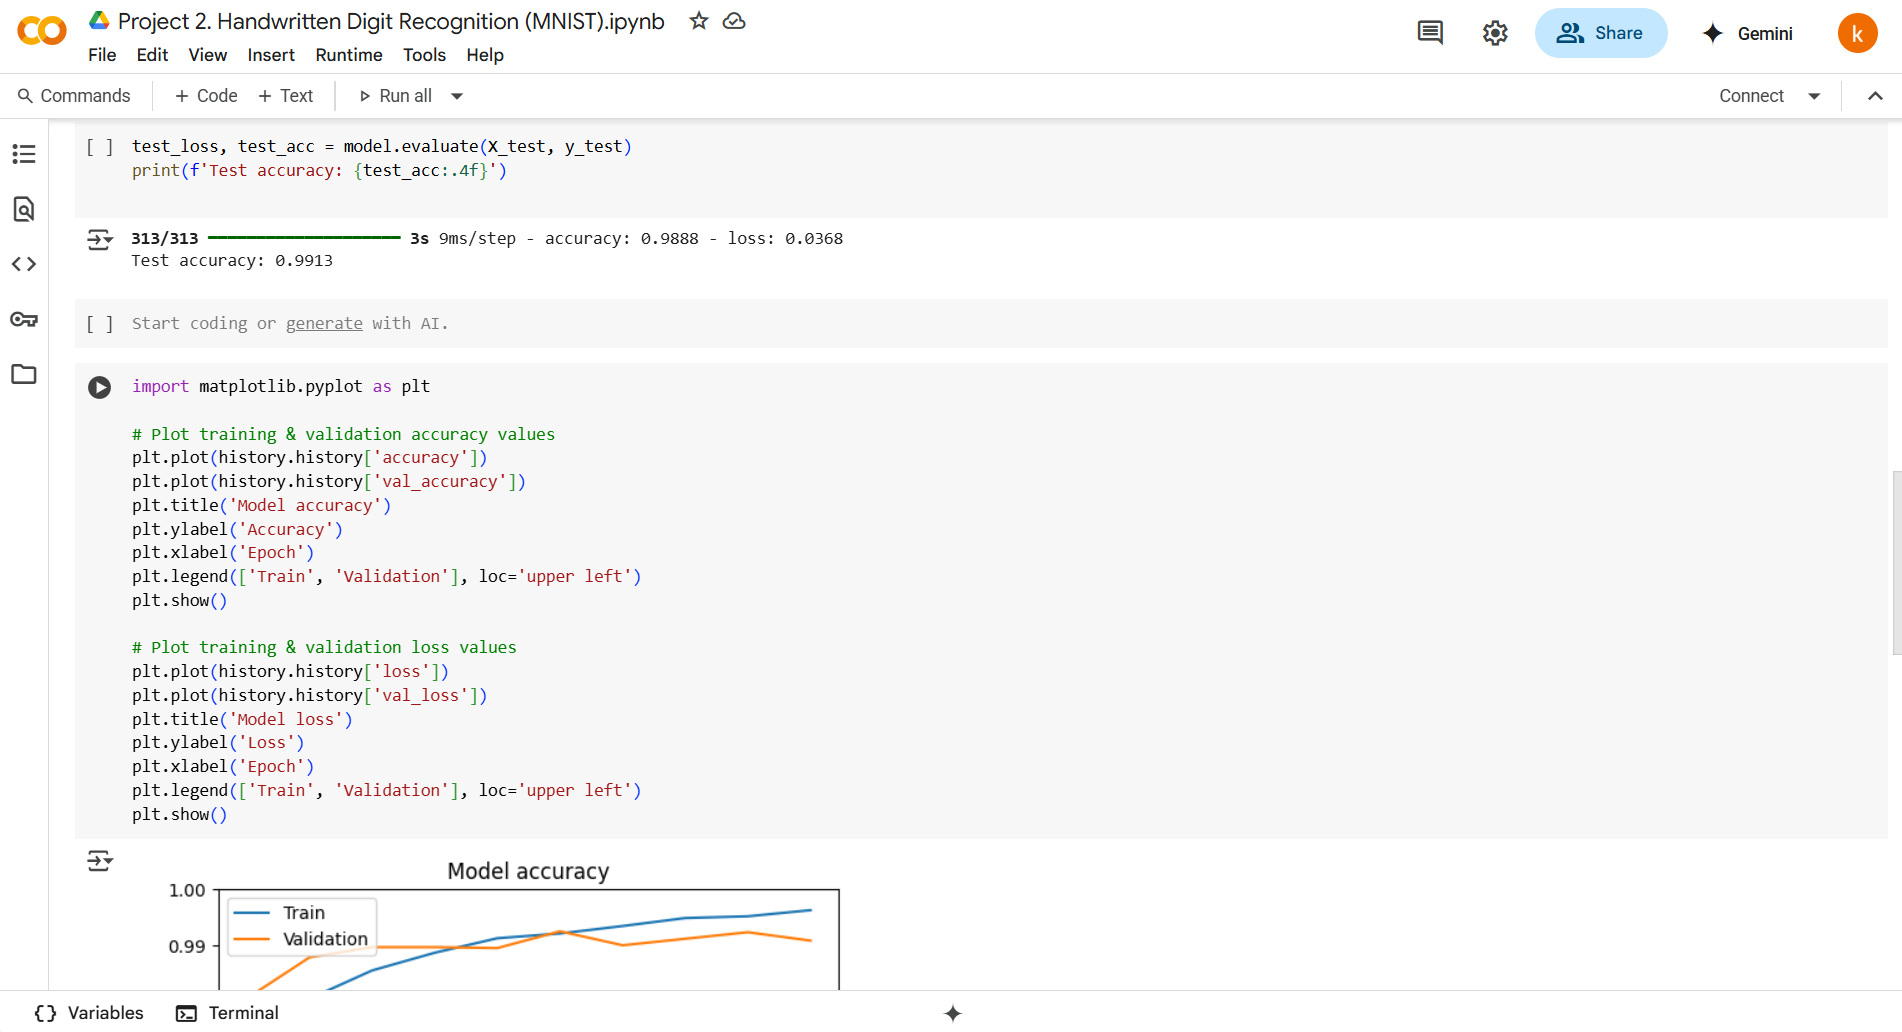 Project 2. Handwritten Digit Recognition (MNIST).ipynb
File Edit View Insert Runtime Tools Help
Share
Gemini
k
Commands + Code + Text Run all
Connect
[ ] test_loss, test_acc = model.evaluate(X_test, y_test)
print(f'Test accuracy: {test_acc:.4f}')
313/313 3s 9ms/step - accuracy: 0.9888 - loss: 0.0368
Test accuracy: 0.9913
[ ] Start coding or generate with AI.
import matplotlib.pyplot as plt
# Plot training & validation accuracy values
plt.plot(history.history['accuracy'])
plt.plot(history.history['val_accuracy'])
plt.title('Model accuracy')
plt.ylabel('Accuracy')
plt.xlabel('Epoch')
plt.legend(['Train', 'Validation'], loc='upper left')
plt.show()
# Plot training & validation loss values
plt.plot(history.history['loss'])
plt.plot(history.history['val_loss'])
plt.title('Model loss')
plt.ylabel('Loss')
plt.xlabel('Epoch')
plt.legend(['Train', 'Validation'], loc='upper left')
plt.show()
Model accuracy
1.00
Train
Validation
0.99
{} Variables Terminal